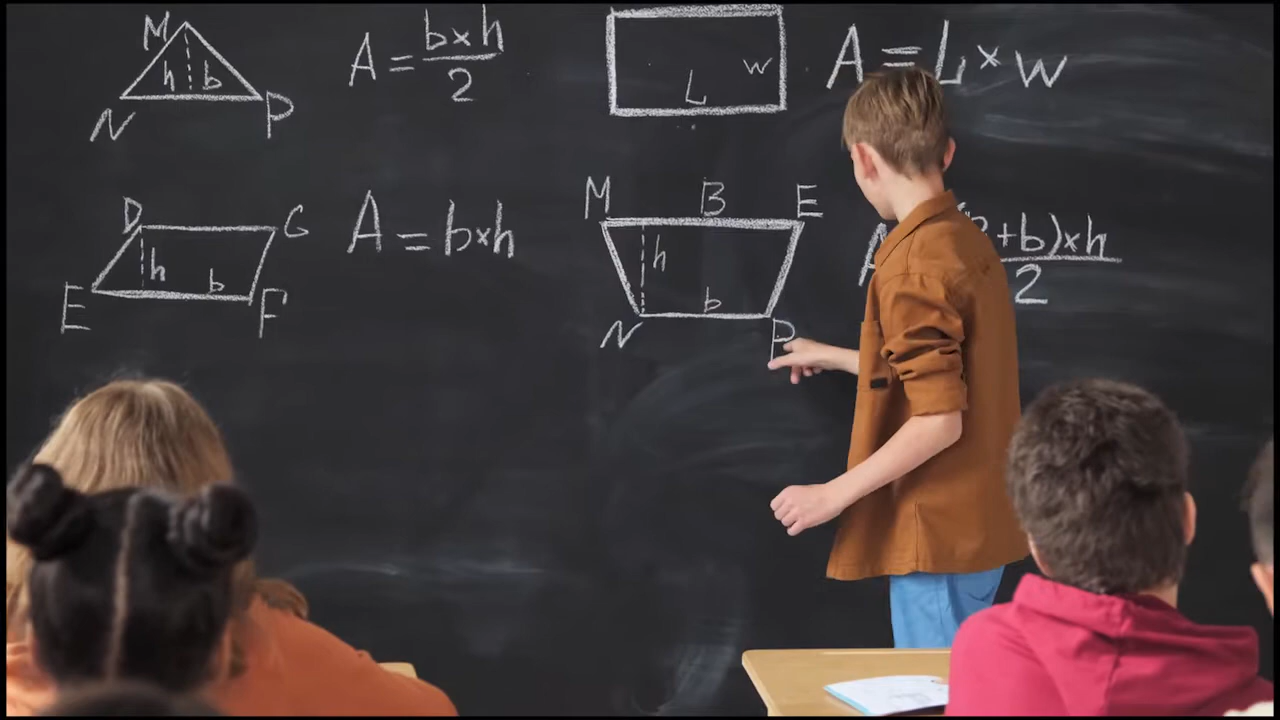 M
h b
N P
A = b×h / 2
L w
A = L × w
D G
h b
E F
A = b×h
M B E
h
b
N P
+b)×h / 2